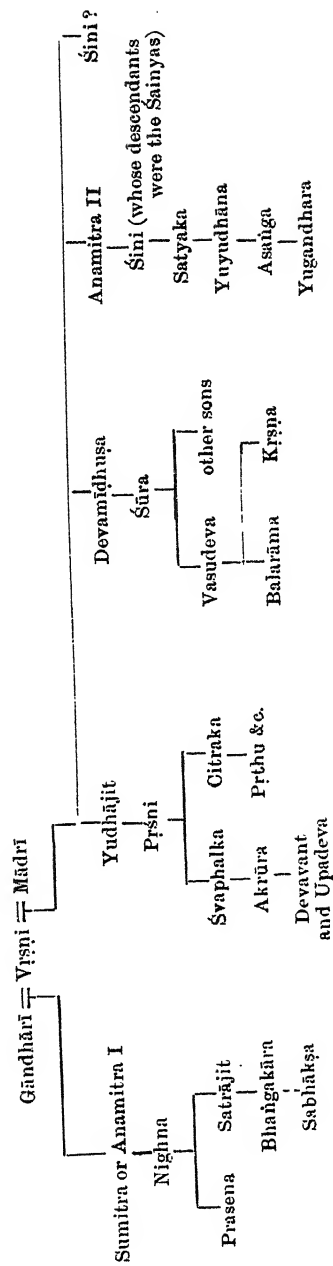 Gāndhārī = Vṛṣṇi = Mādrī
Sumitra or Anamitra I
Nighna
Prasena Satrājit
Bhaṅgakāra
Sabhākṣa
Yudhājit
Pṛśni
Śvaphalka Citraka
Akrūra Pṛthu &c.
Devavant
and Upadeva
Devamīḍhuṣa
Śūra
Vasudeva other sons
Balarāma Kṛṣṇa
Anamitra II
Śini (whose descendants
were the Śainyas)
Satyaka
Yuyudhāna
Asaṅga
Yugandhara
Śini ?